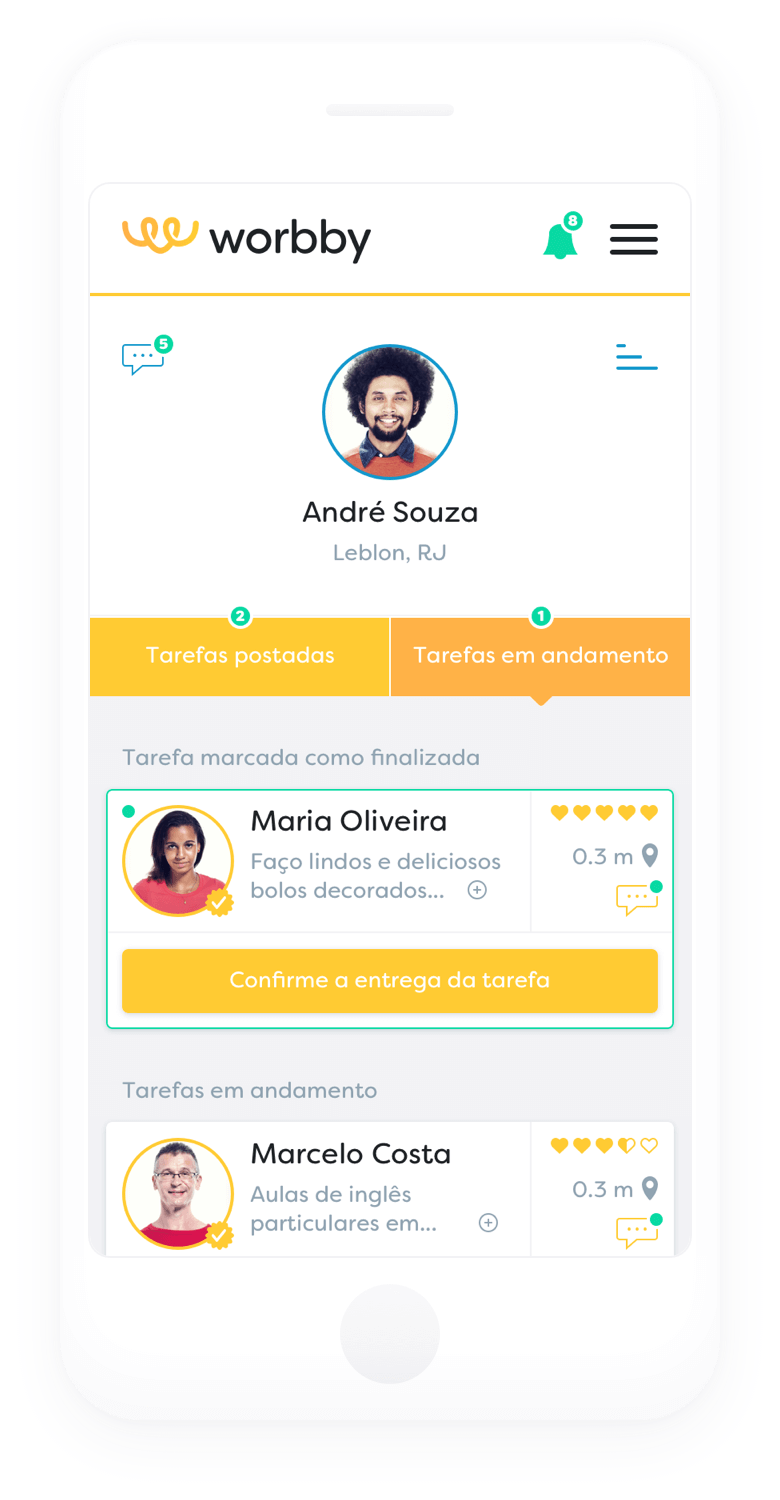 worbby
8
5
André Souza
Leblon, RJ
2
1
Tarefas postadas
Tarefas em andamento
Tarefa marcada como finalizada
Maria Oliveira
Faço lindos e deliciosos
bolos decorados...
0.3 m
Confirme a entrega da tarefa
Tarefas em andamento
Marcelo Costa
Aulas de inglês
particulares em...
0.3 m